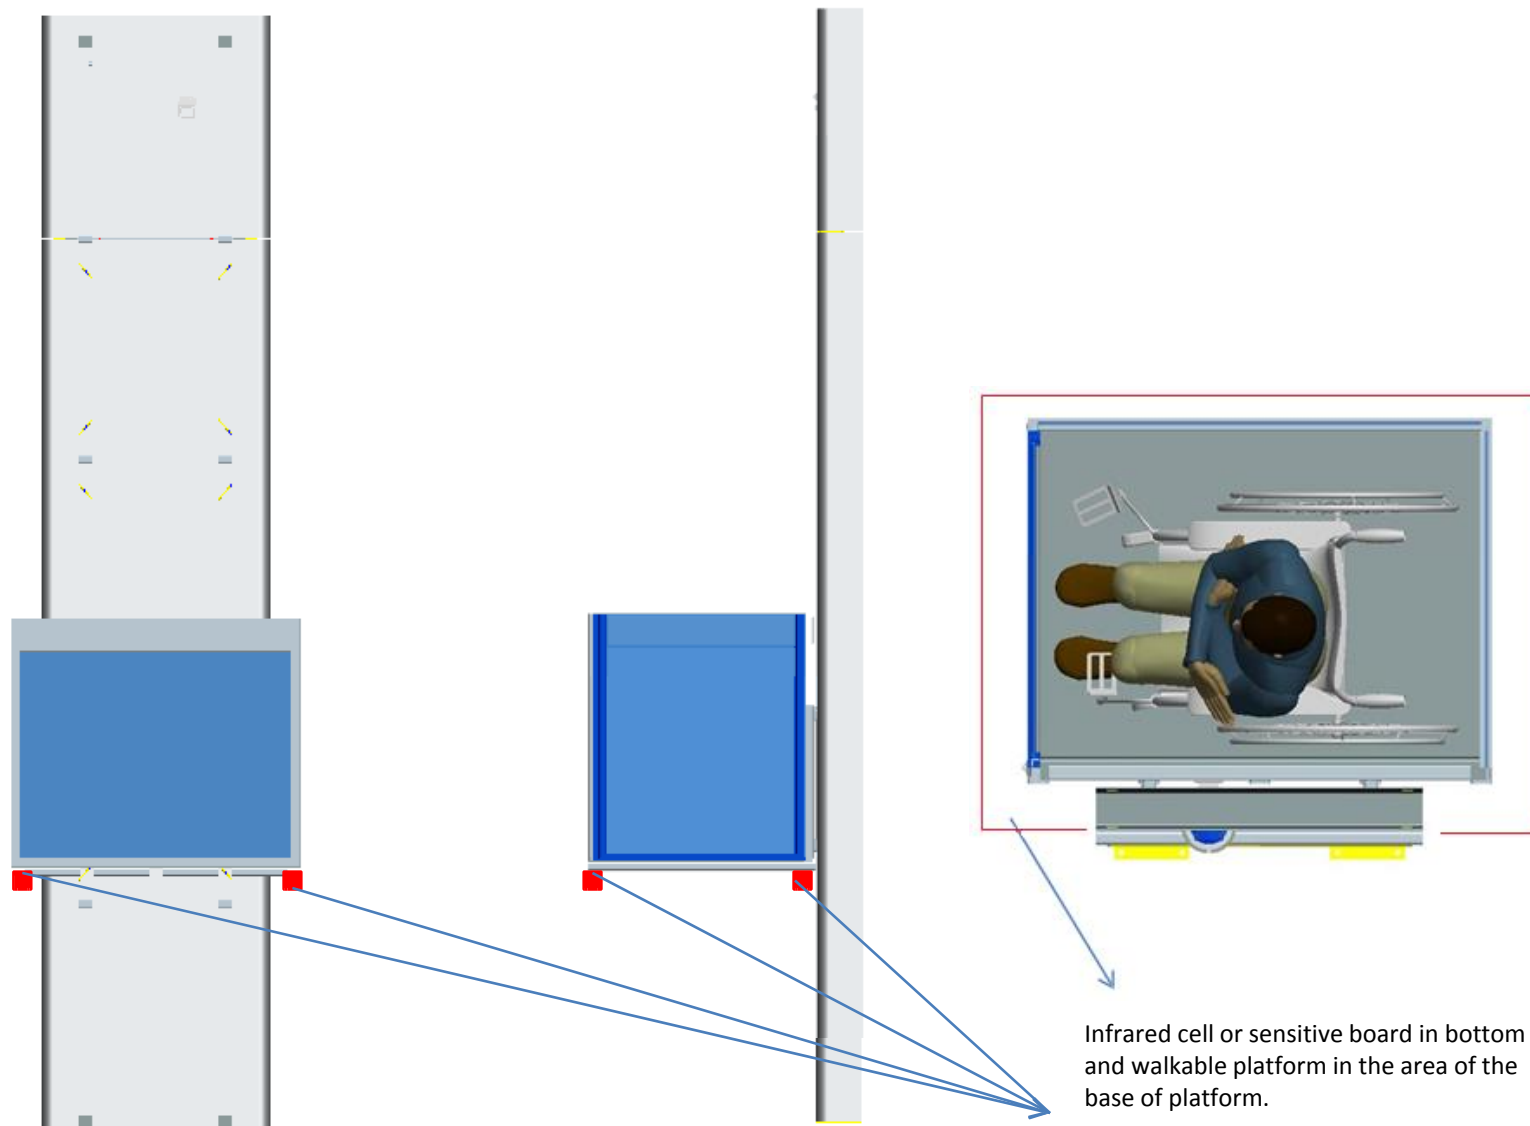 Infrared cell or sensitive board in bottom
and walkable platform in the area of the
base of platform.